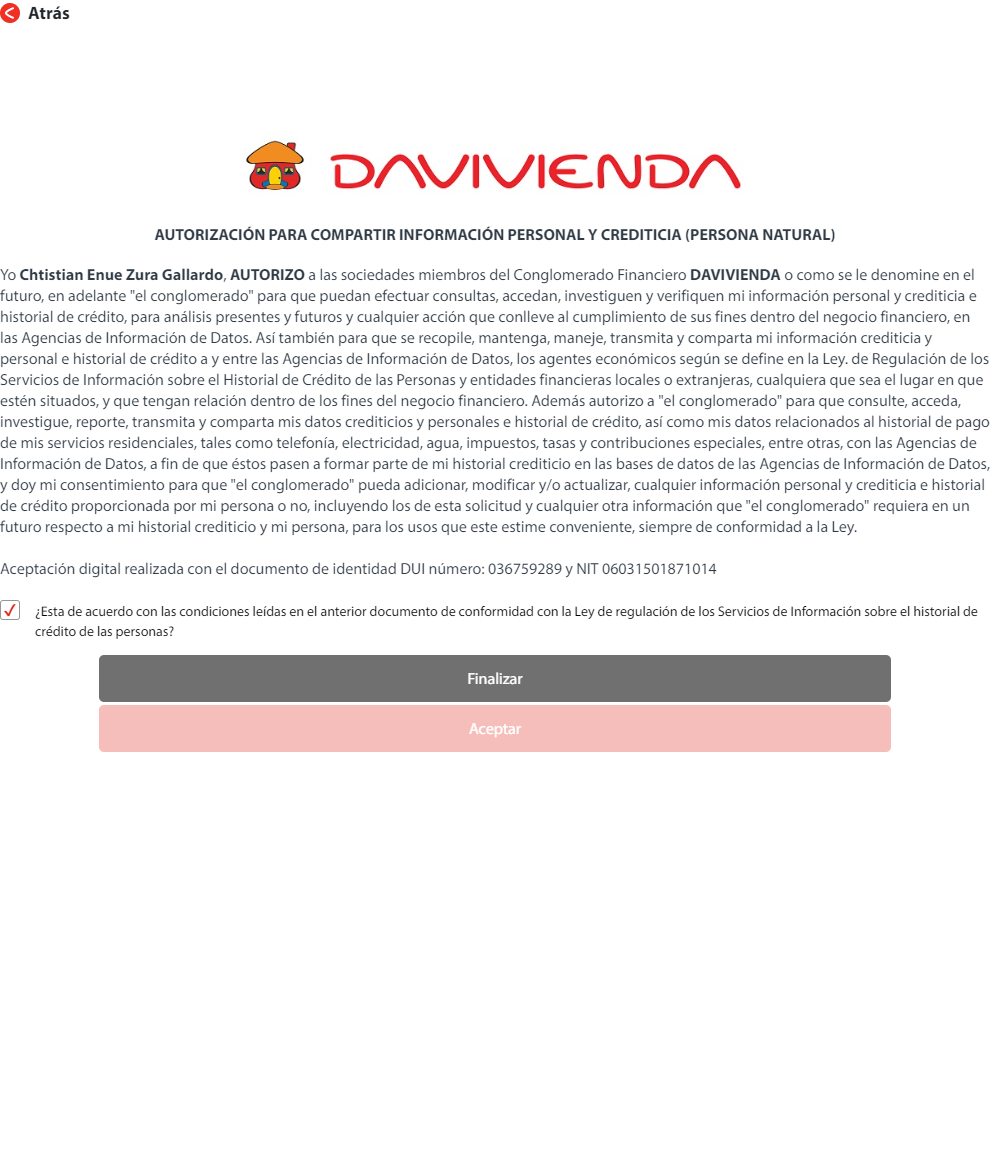 Atrás
DAVIVIENDA
AUTORIZACIÓN PARA COMPARTIR INFORMACIÓN PERSONAL Y CREDITICIA (PERSONA NATURAL)
Yo Chtistian Enue Zura Gallardo, AUTORIZO a las sociedades miembros del Conglomerado Financiero DAVIVIENDA o como se le denomine en el
futuro, en adelante "el conglomerado" para que puedan efectuar consultas, accedan, investiguen y verifiquen mi información personal y crediticia e
historial de crédito, para análisis presentes y futuros y cualquier acción que conlleve al cumplimiento de sus fines dentro del negocio financiero, en
las Agencias de Información de Datos. Así también para que se recopile, mantenga, maneje, transmita y comparta mi información crediticia y
personal e historial de crédito a y entre las Agencias de Información de Datos, los agentes económicos según se define en la Ley. de Regulación de los
Servicios de Información sobre el Historial de Crédito de las Personas y entidades financieras locales o extranjeras, cualquiera que sea el lugar en que
estén situados, y que tengan relación dentro de los fines del negocio financiero. Además autorizo a "el conglomerado" para que consulte, acceda,
investigue, reporte, transmita y comparta mis datos crediticios y personales e historial de crédito, así como mis datos relacionados al historial de pago
de mis servicios residenciales, tales como telefonía, electricidad, agua, impuestos, tasas y contribuciones especiales, entre otras, con las Agencias de
Información de Datos, a fin de que éstos pasen a formar parte de mi historial crediticio en las bases de datos de las Agencias de Información de Datos,
y doy mi consentimiento para que "el conglomerado" pueda adicionar, modificar y/o actualizar, cualquier información personal y crediticia e historial
de crédito proporcionada por mi persona o no, incluyendo los de esta solicitud y cualquier otra información que "el conglomerado" requiera en un
futuro respecto a mi historial crediticio y mi persona, para los usos que este estime conveniente, siempre de conformidad a la Ley.
Aceptación digital realizada con el documento de identidad DUI número: 036759289 y NIT 06031501871014
¿Esta de acuerdo con las condiciones leídas en el anterior documento de conformidad con la Ley de regulación de los Servicios de Información sobre el historial de
crédito de las personas?
Finalizar
Aceptar